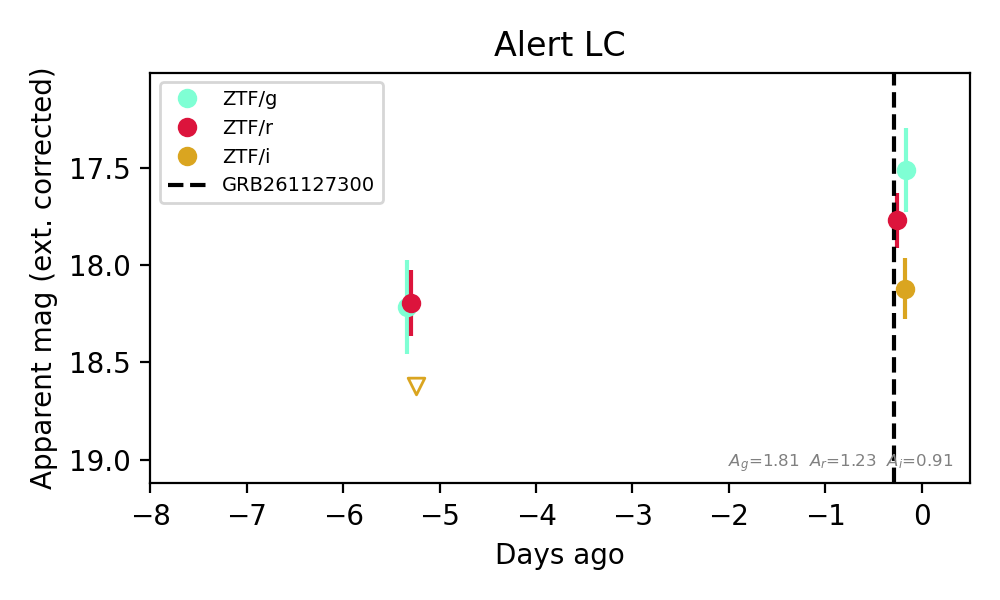 Alert LC
Apparent mag (ext. corrected)
17.5
18.0
18.5
19.0
ZTF/g
ZTF/r
ZTF/i
GRB261127300
A_g=1.81 A_r=1.23 A_i=0.91
−8 −7 −6 −5 −4 −3 −2 −1 0
Days ago